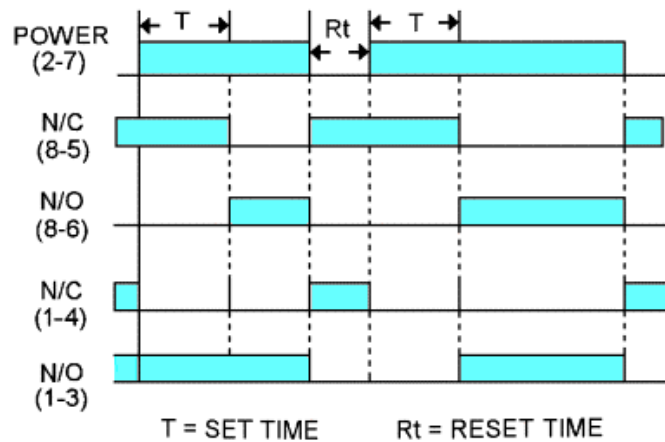 T Rt T
POWER
(2-7)
N/C
(8-5)
N/O
(8-6)
N/C
(1-4)
N/O
(1-3)
T = SET TIME Rt = RESET TIME